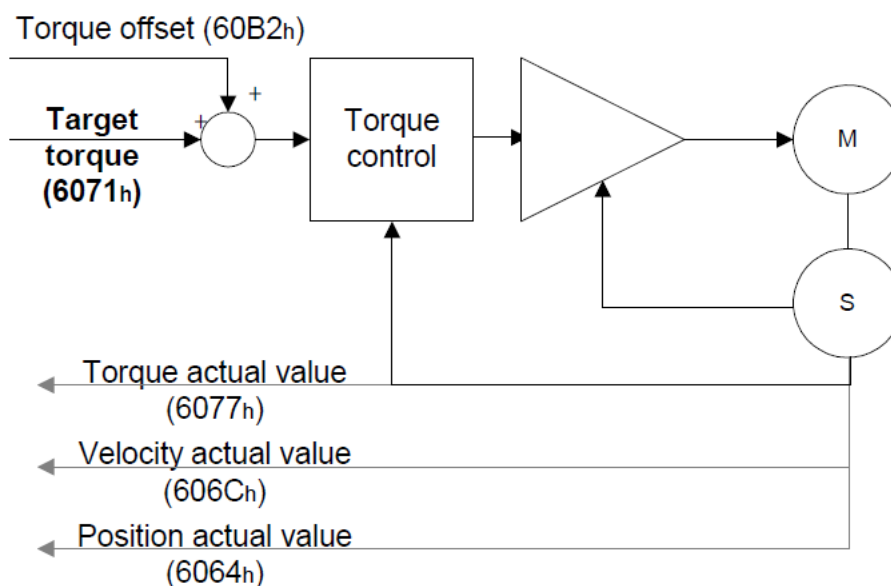 Torque offset (60B2h)
+
+
Target
torque
(6071h)
Torque
control
M
S
Torque actual value
(6077h)
Velocity actual value
(606Ch)
Position actual value
(6064h)